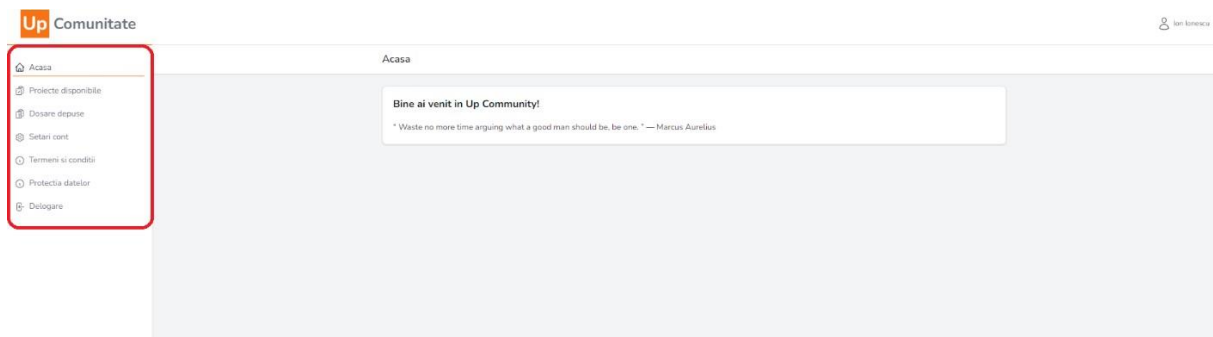 Up Comunitate
Ion Ionescu
Acasa
Proiecte disponibile
Dosare depuse
Setari cont
Termeni si conditii
Protectia datelor
Delogare
Acasa
Bine ai venit in Up Community!
" Waste no more time arguing what a good man should be, be one. " — Marcus Aurelius